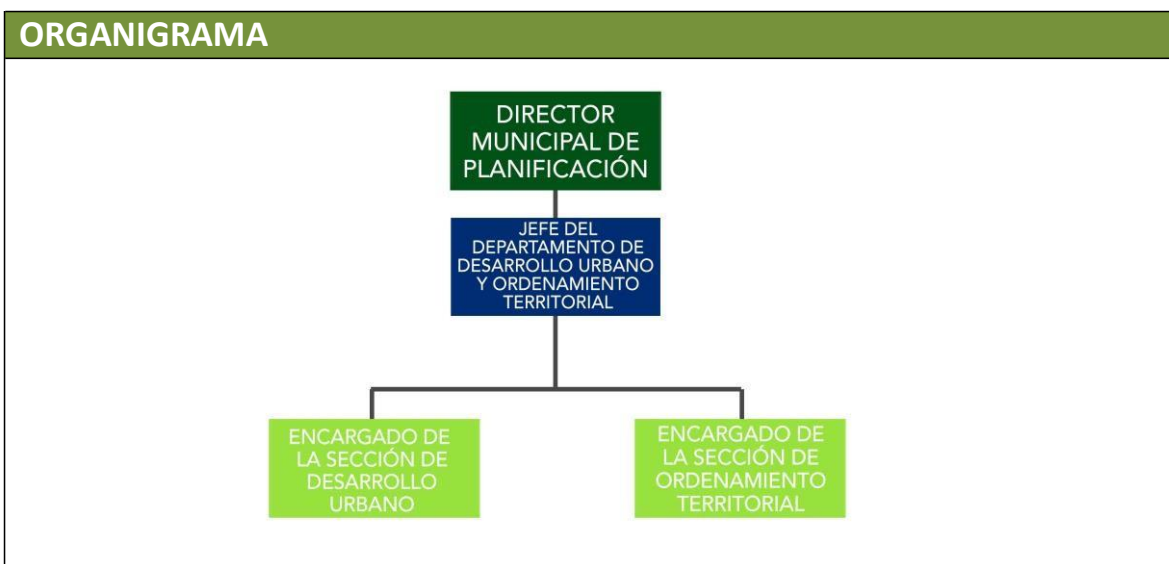 ORGANIGRAMA
DIRECTOR
MUNICIPAL DE
PLANIFICACIÓN
JEFE DEL
DEPARTAMENTO DE
DESARROLLO URBANO
Y ORDENAMIENTO
TERRITORIAL
ENCARGADO DE
LA SECCIÓN DE
DESARROLLO
URBANO
ENCARGADO DE
LA SECCIÓN DE
ORDENAMIENTO
TERRITORIAL